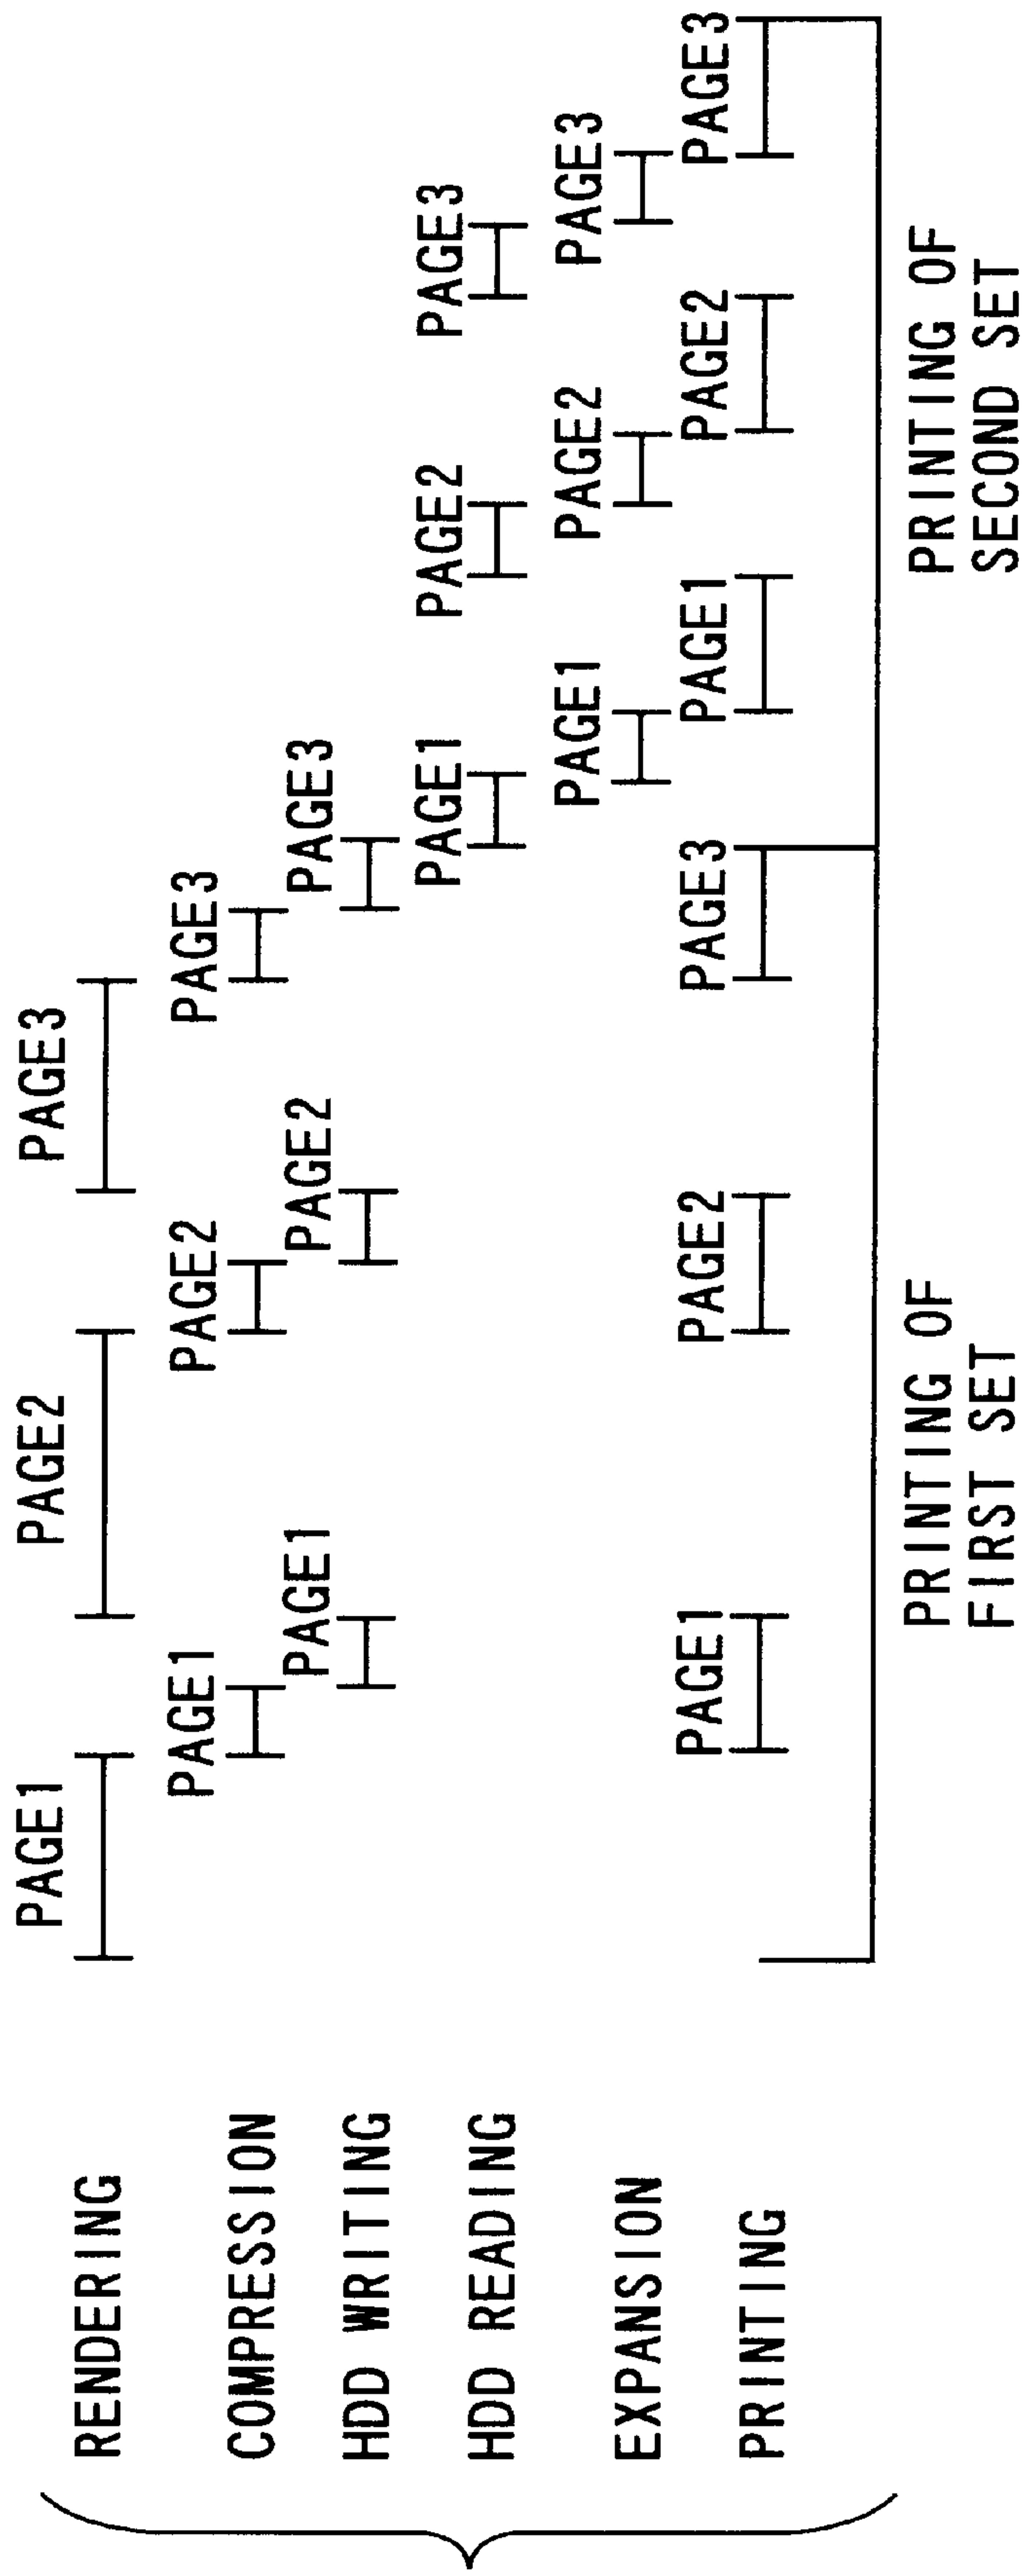 RENDERING
PAGE1
PAGE2
PAGE3
COMPRESSION
PAGE1
PAGE2
PAGE3
HDD WRITING
PAGE1
PAGE2
PAGE3
HDD READING
PAGE1
PAGE2
PAGE3
EXPANSION
PAGE1
PAGE2
PAGE3
PRINTING
PAGE1
PAGE2
PAGE3
PAGE1
PAGE2
PAGE3
PRINTING OF
FIRST SET
PRINTING OF
SECOND SET